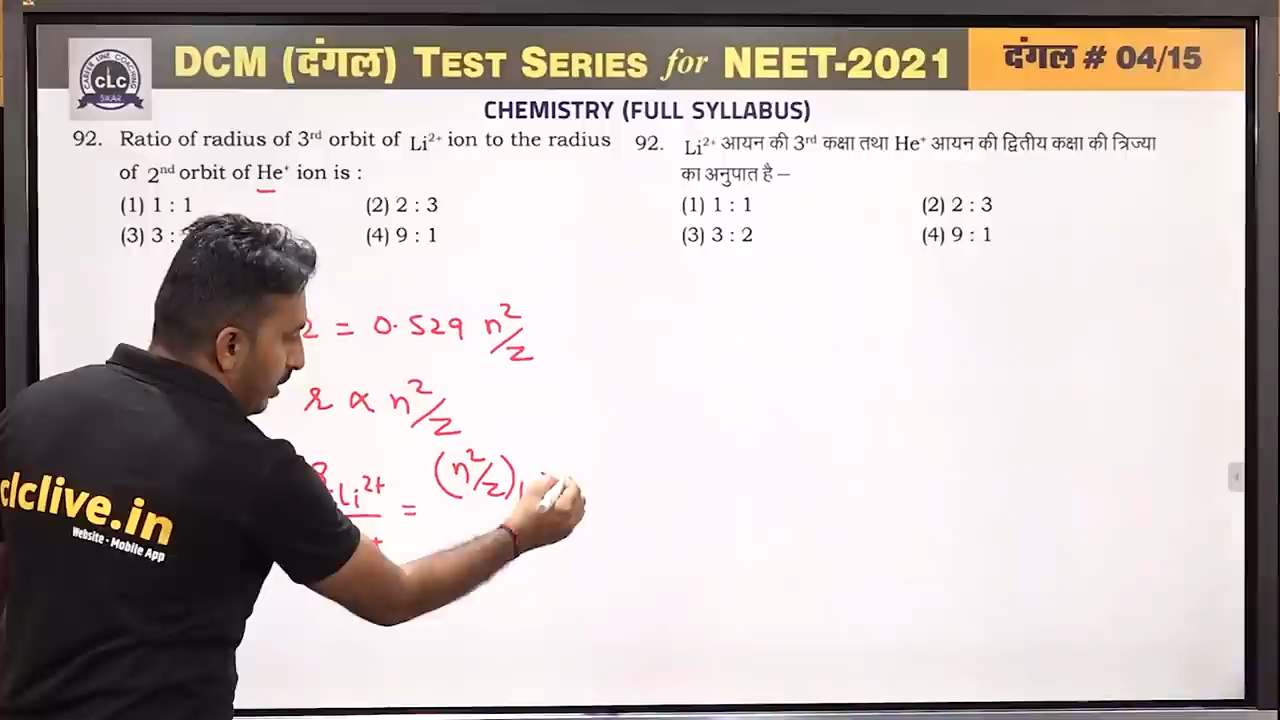 DCM (दंगल) TEST SERIES for NEET-2021
दंगल # 04/15
CAREER LINE COACHING
CLC
SIKAR
CHEMISTRY (FULL SYLLABUS)
92. Ratio of radius of 3rd orbit of Li2+ ion to the radius
of 2nd orbit of He+ ion is :
(1) 1 : 1 (2) 2 : 3
(3) 3 : (4) 9 : 1
92. Li2+ आयन की 3rd कक्षा तथा He+ आयन की द्वितीय कक्षा की त्रिज्या
का अनुपात है –
(1) 1 : 1 (2) 2 : 3
(3) 3 : 2 (4) 9 : 1
= 0.529 n2/z
r ∝ n2/z
Li2+ = (n2/z)
clclive.in
Website - Mobile App